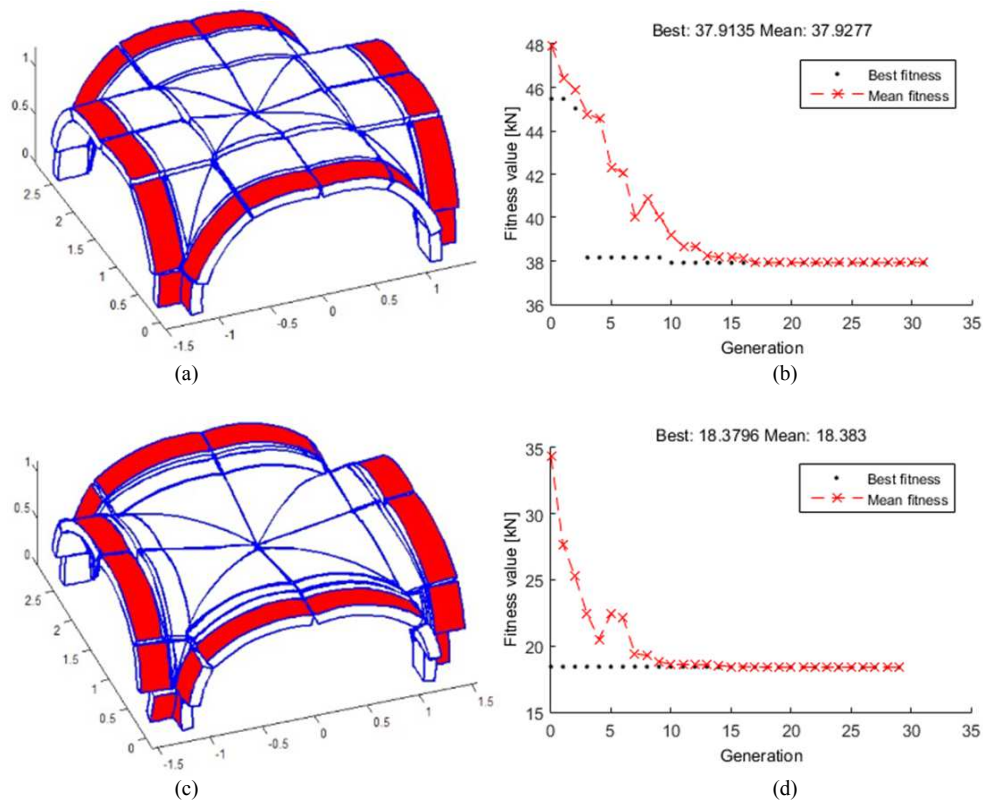 1
0.5
0
2.5
2
1.5
1
0.5
0
-1.5
-1
-0.5
0
0.5
1
(a)
Best: 37.9135 Mean: 37.9277
Best fitness
Mean fitness
Fitness value [kN]
48
46
44
42
40
38
36
0 5 10 15 20 25 30 35
Generation
(b)
1
0.5
0
2.5
2
1.5
1
0.5
0
-1.5
-1
-0.5
0
0.5
1
1.5
(c)
Best: 18.3796 Mean: 18.383
Best fitness
Mean fitness
Fitness value [kN]
35
30
25
20
15
0 5 10 15 20 25 30 35
Generation
(d)